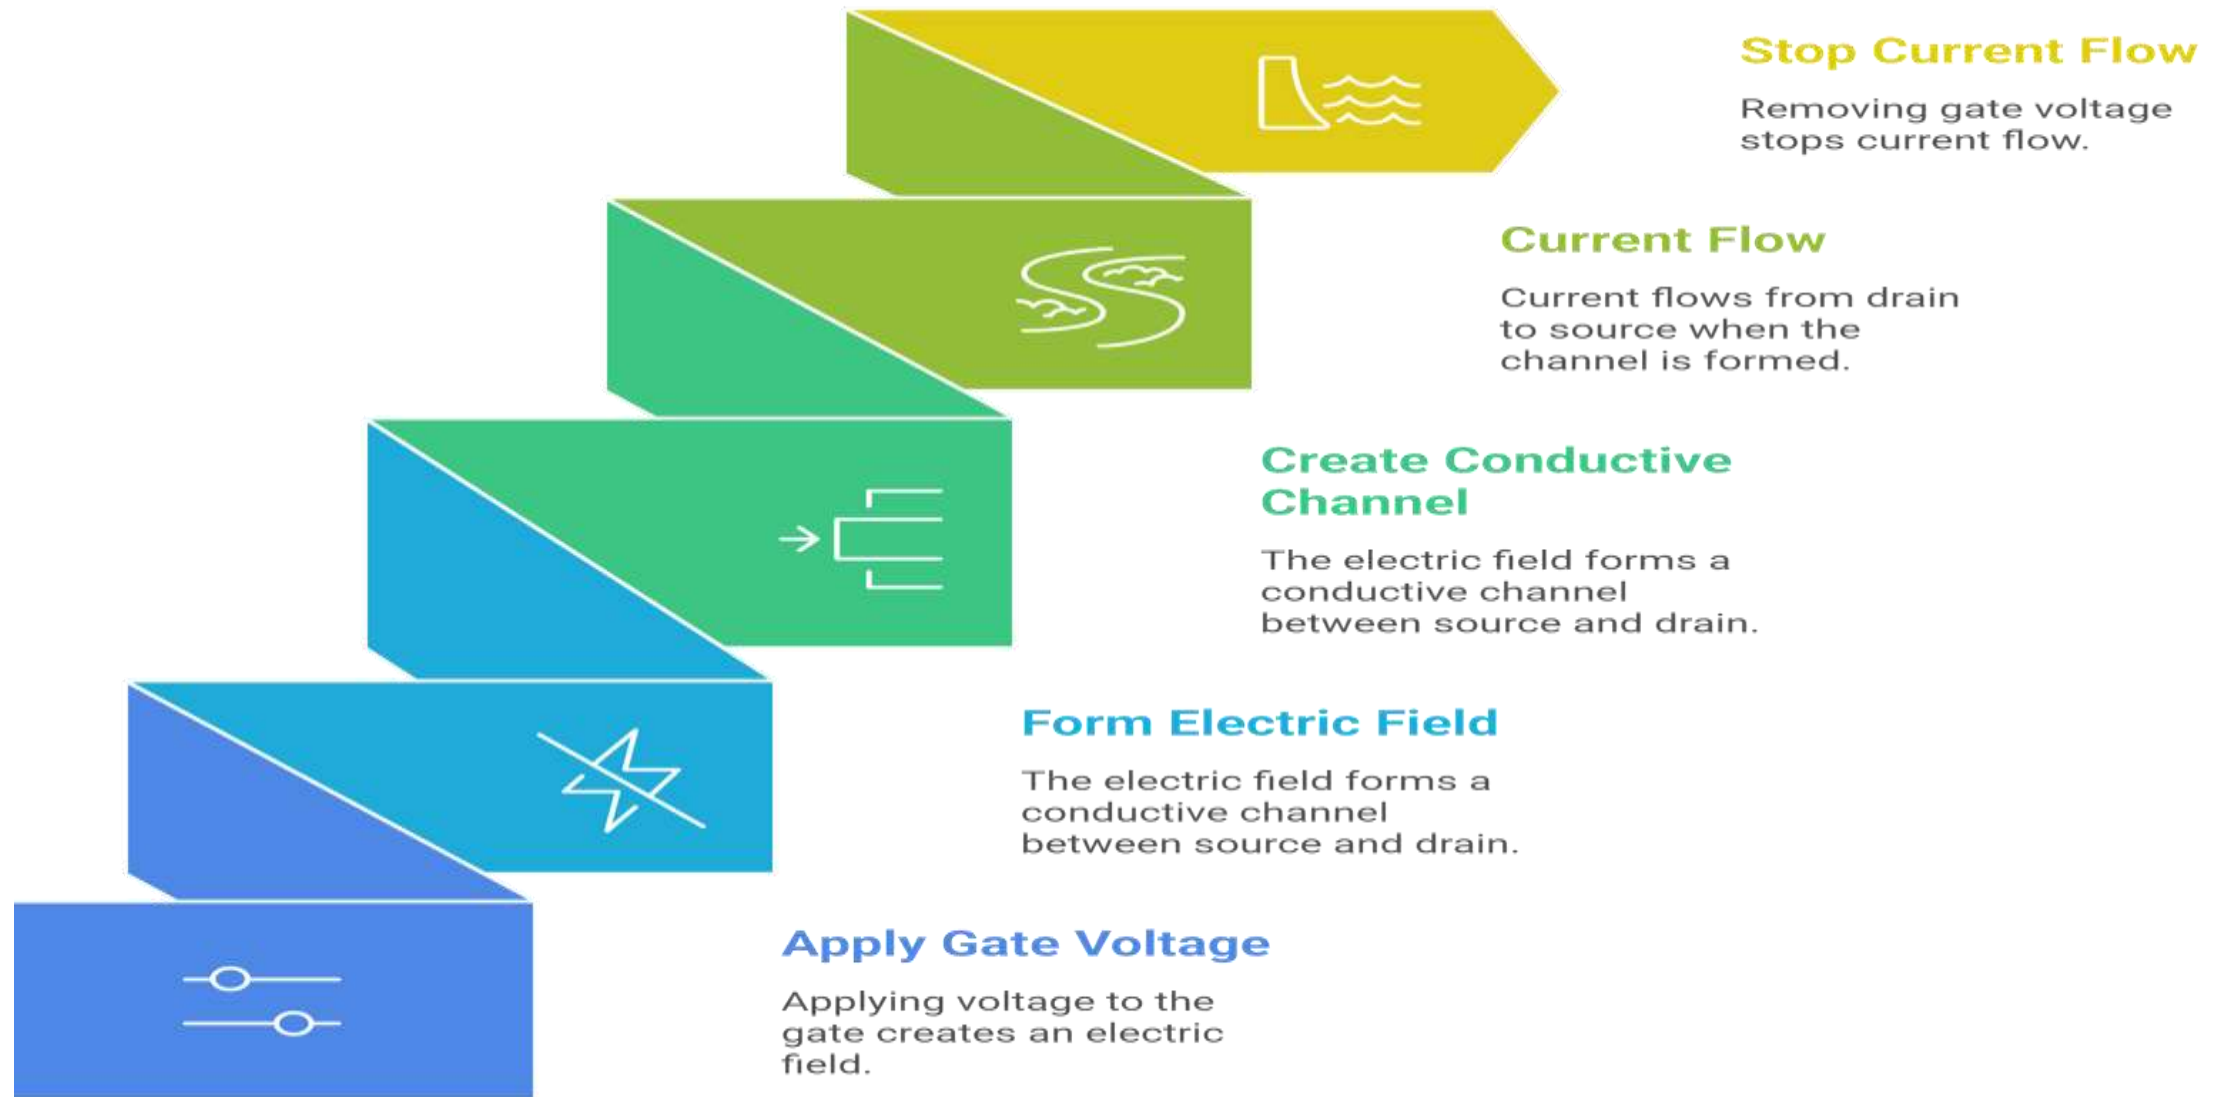 Stop Current Flow
Removing gate voltage
stops current flow.
Current Flow
Current flows from drain
to source when the
channel is formed.
Create Conductive
Channel
The electric field forms a
conductive channel
between source and drain.
Form Electric Field
The electric field forms a
conductive channel
between source and drain.
Apply Gate Voltage
Applying voltage to the
gate creates an electric
field.